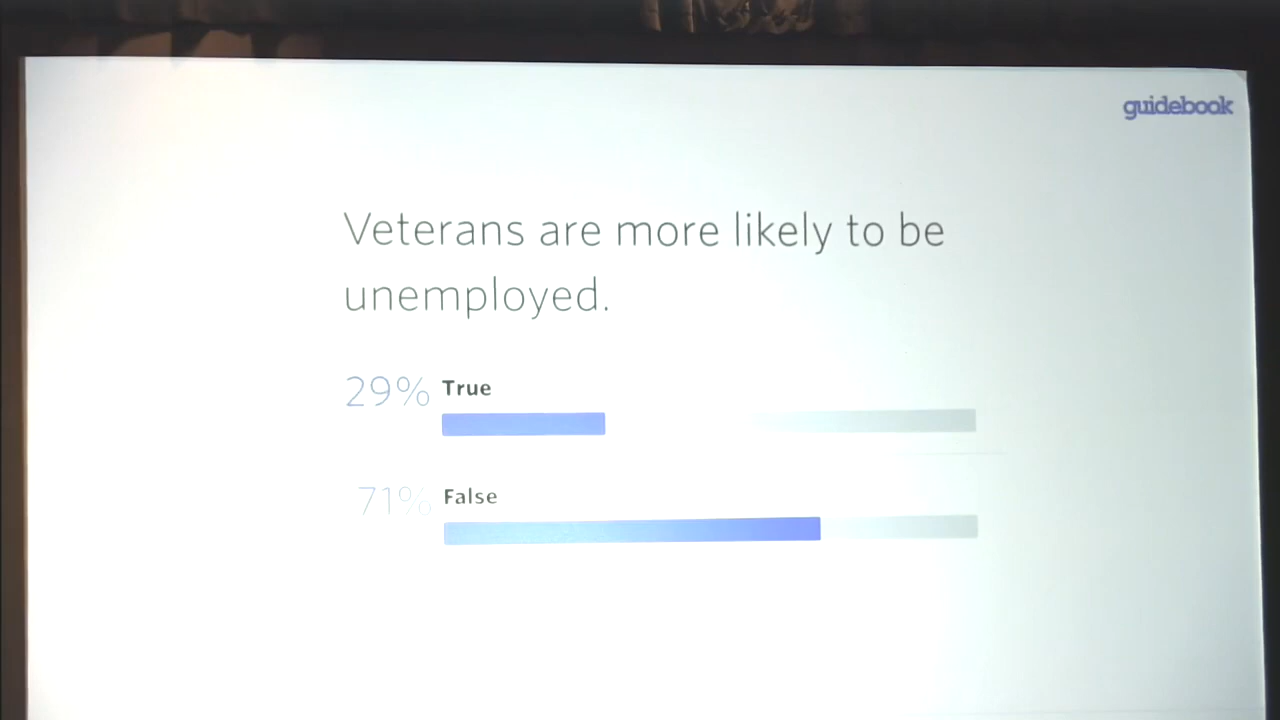 guidebook
Veterans are more likely to be
unemployed.
29% True
71% False